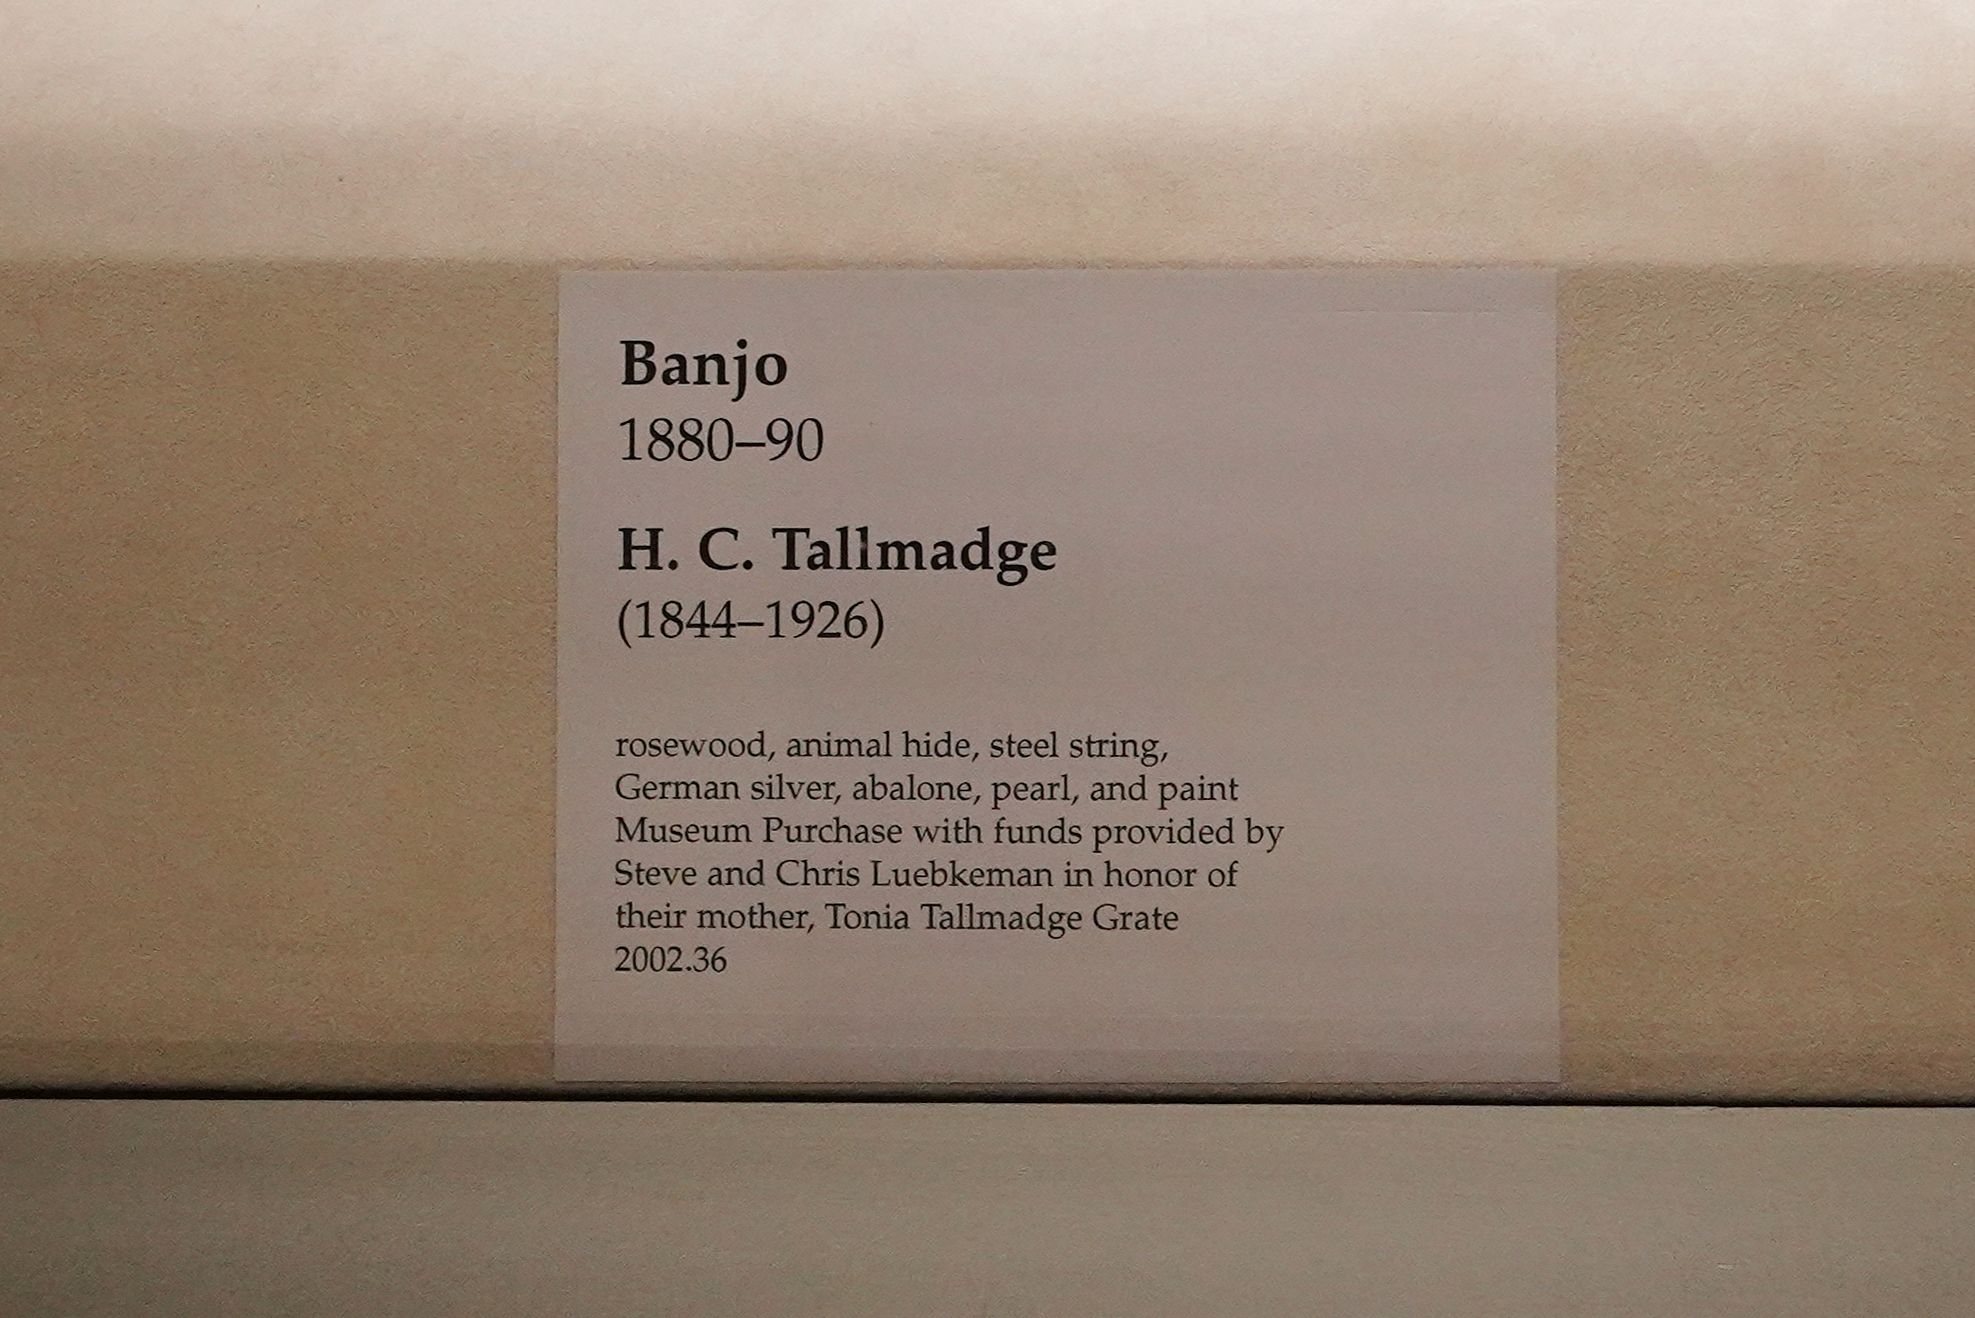 Banjo
1880–90
H. C. Tallmadge
(1844–1926)
rosewood, animal hide, steel string,
German silver, abalone, pearl, and paint
Museum Purchase with funds provided by
Steve and Chris Luebkeman in honor of
their mother, Tonia Tallmadge Grate
2002.36